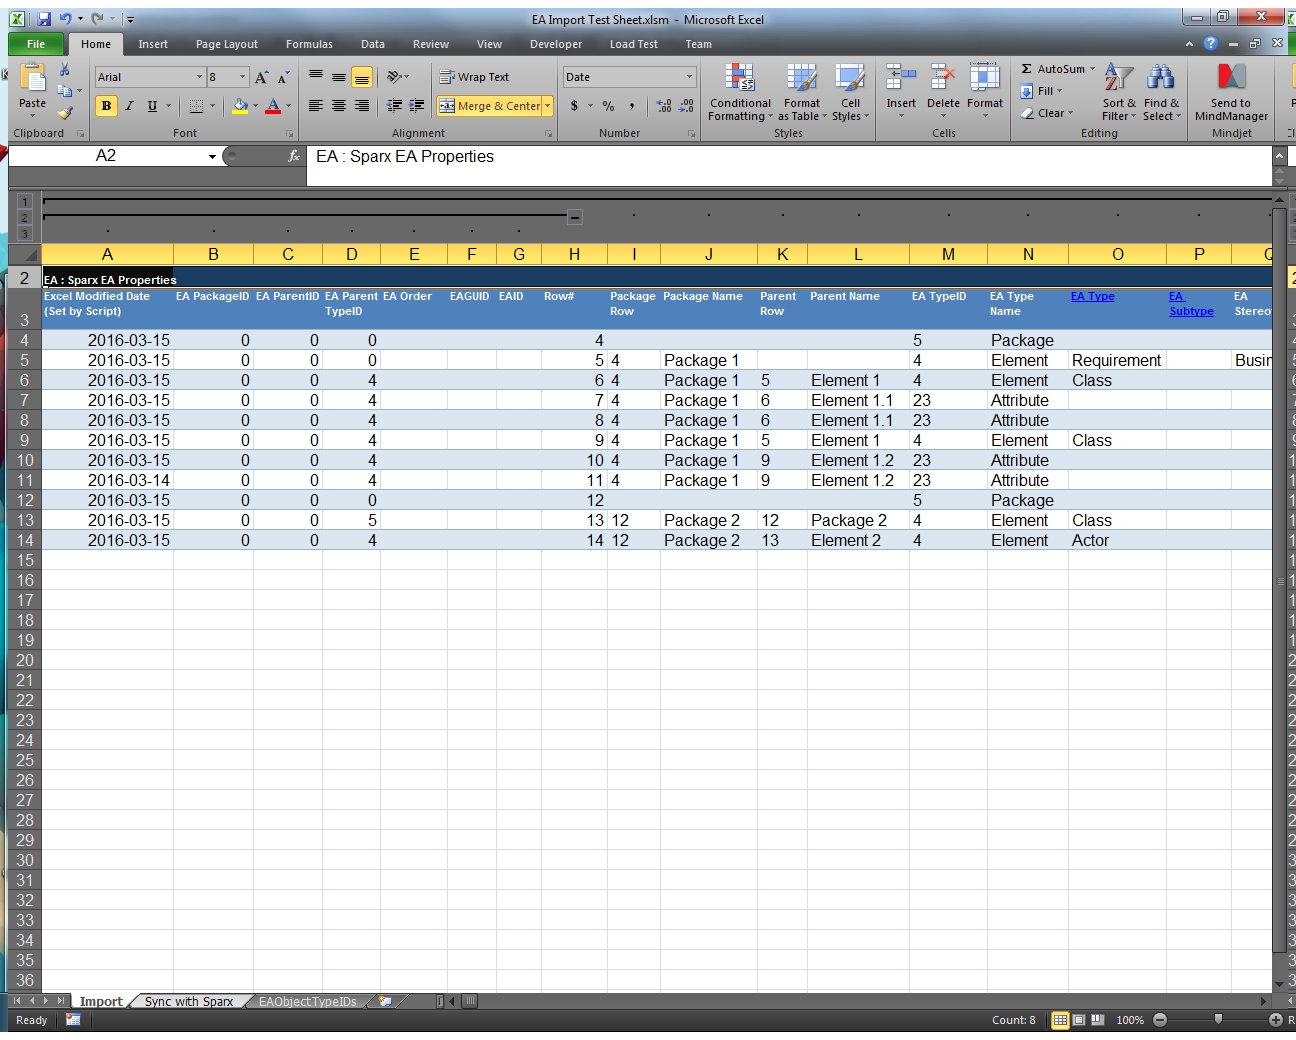 EA Import Test Sheet.xlsm - Microsoft Excel
File Home Insert Page Layout Formulas Data Review View Developer Load Test Team
Arial 8 Wrap Text Date Σ AutoSum
Paste B I U Merge & Center $ % , Conditional Formatting Format as Table Cell Styles Insert Delete Format Fill Clear Sort & Filter Find & Select Send to MindManager
Clipboard Font Alignment Number Styles Cells Editing Mindjet
A2 fx EA : Sparx EA Properties
1
2
3
A B C D E F G H I J K L M N O P Q
2 EA : Sparx EA Properties
3 Excel Modified Date (Set by Script) EA PackageID EA ParentID EA Parent TypeID EA Order EAGUID EAID Row# Package Row Package Name Parent Row Parent Name EA TypeID EA Type Name EA Type EA Subtype EA Stereo
4 2016-03-15 0 0 0 4 5 Package
5 2016-03-15 0 0 0 5 4 Package 1 4 Element Requirement Busin
6 2016-03-15 0 0 4 6 4 Package 1 5 Element 1 4 Element Class
7 2016-03-15 0 0 4 7 4 Package 1 6 Element 1.1 23 Attribute
8 2016-03-15 0 0 4 8 4 Package 1 6 Element 1.1 23 Attribute
9 2016-03-15 0 0 4 9 4 Package 1 5 Element 1 4 Element Class
10 2016-03-15 0 0 4 10 4 Package 1 9 Element 1.2 23 Attribute
11 2016-03-14 0 0 4 11 4 Package 1 9 Element 1.2 23 Attribute
12 2016-03-15 0 0 0 12 5 Package
13 2016-03-15 0 0 5 13 12 Package 2 12 Package 2 4 Element Class
14 2016-03-15 0 0 4 14 12 Package 2 13 Element 2 4 Element Actor
15
16
17
18
19
20
21
22
23
24
25
26
27
28
29
30
31
32
33
34
35
36
Import Sync with Sparx EAObjectTypeIDs
Ready Count: 8 100%